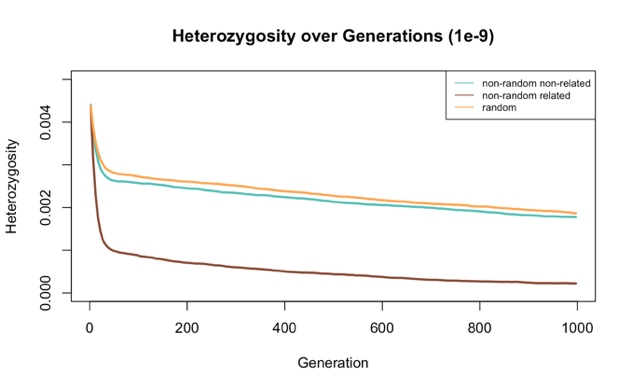 Heterozygosity over Generations (1e-9)
non-random non-related
non-random related
random
Heterozygosity
0.004
0.002
0.000
0
200
400
600
800
1000
Generation